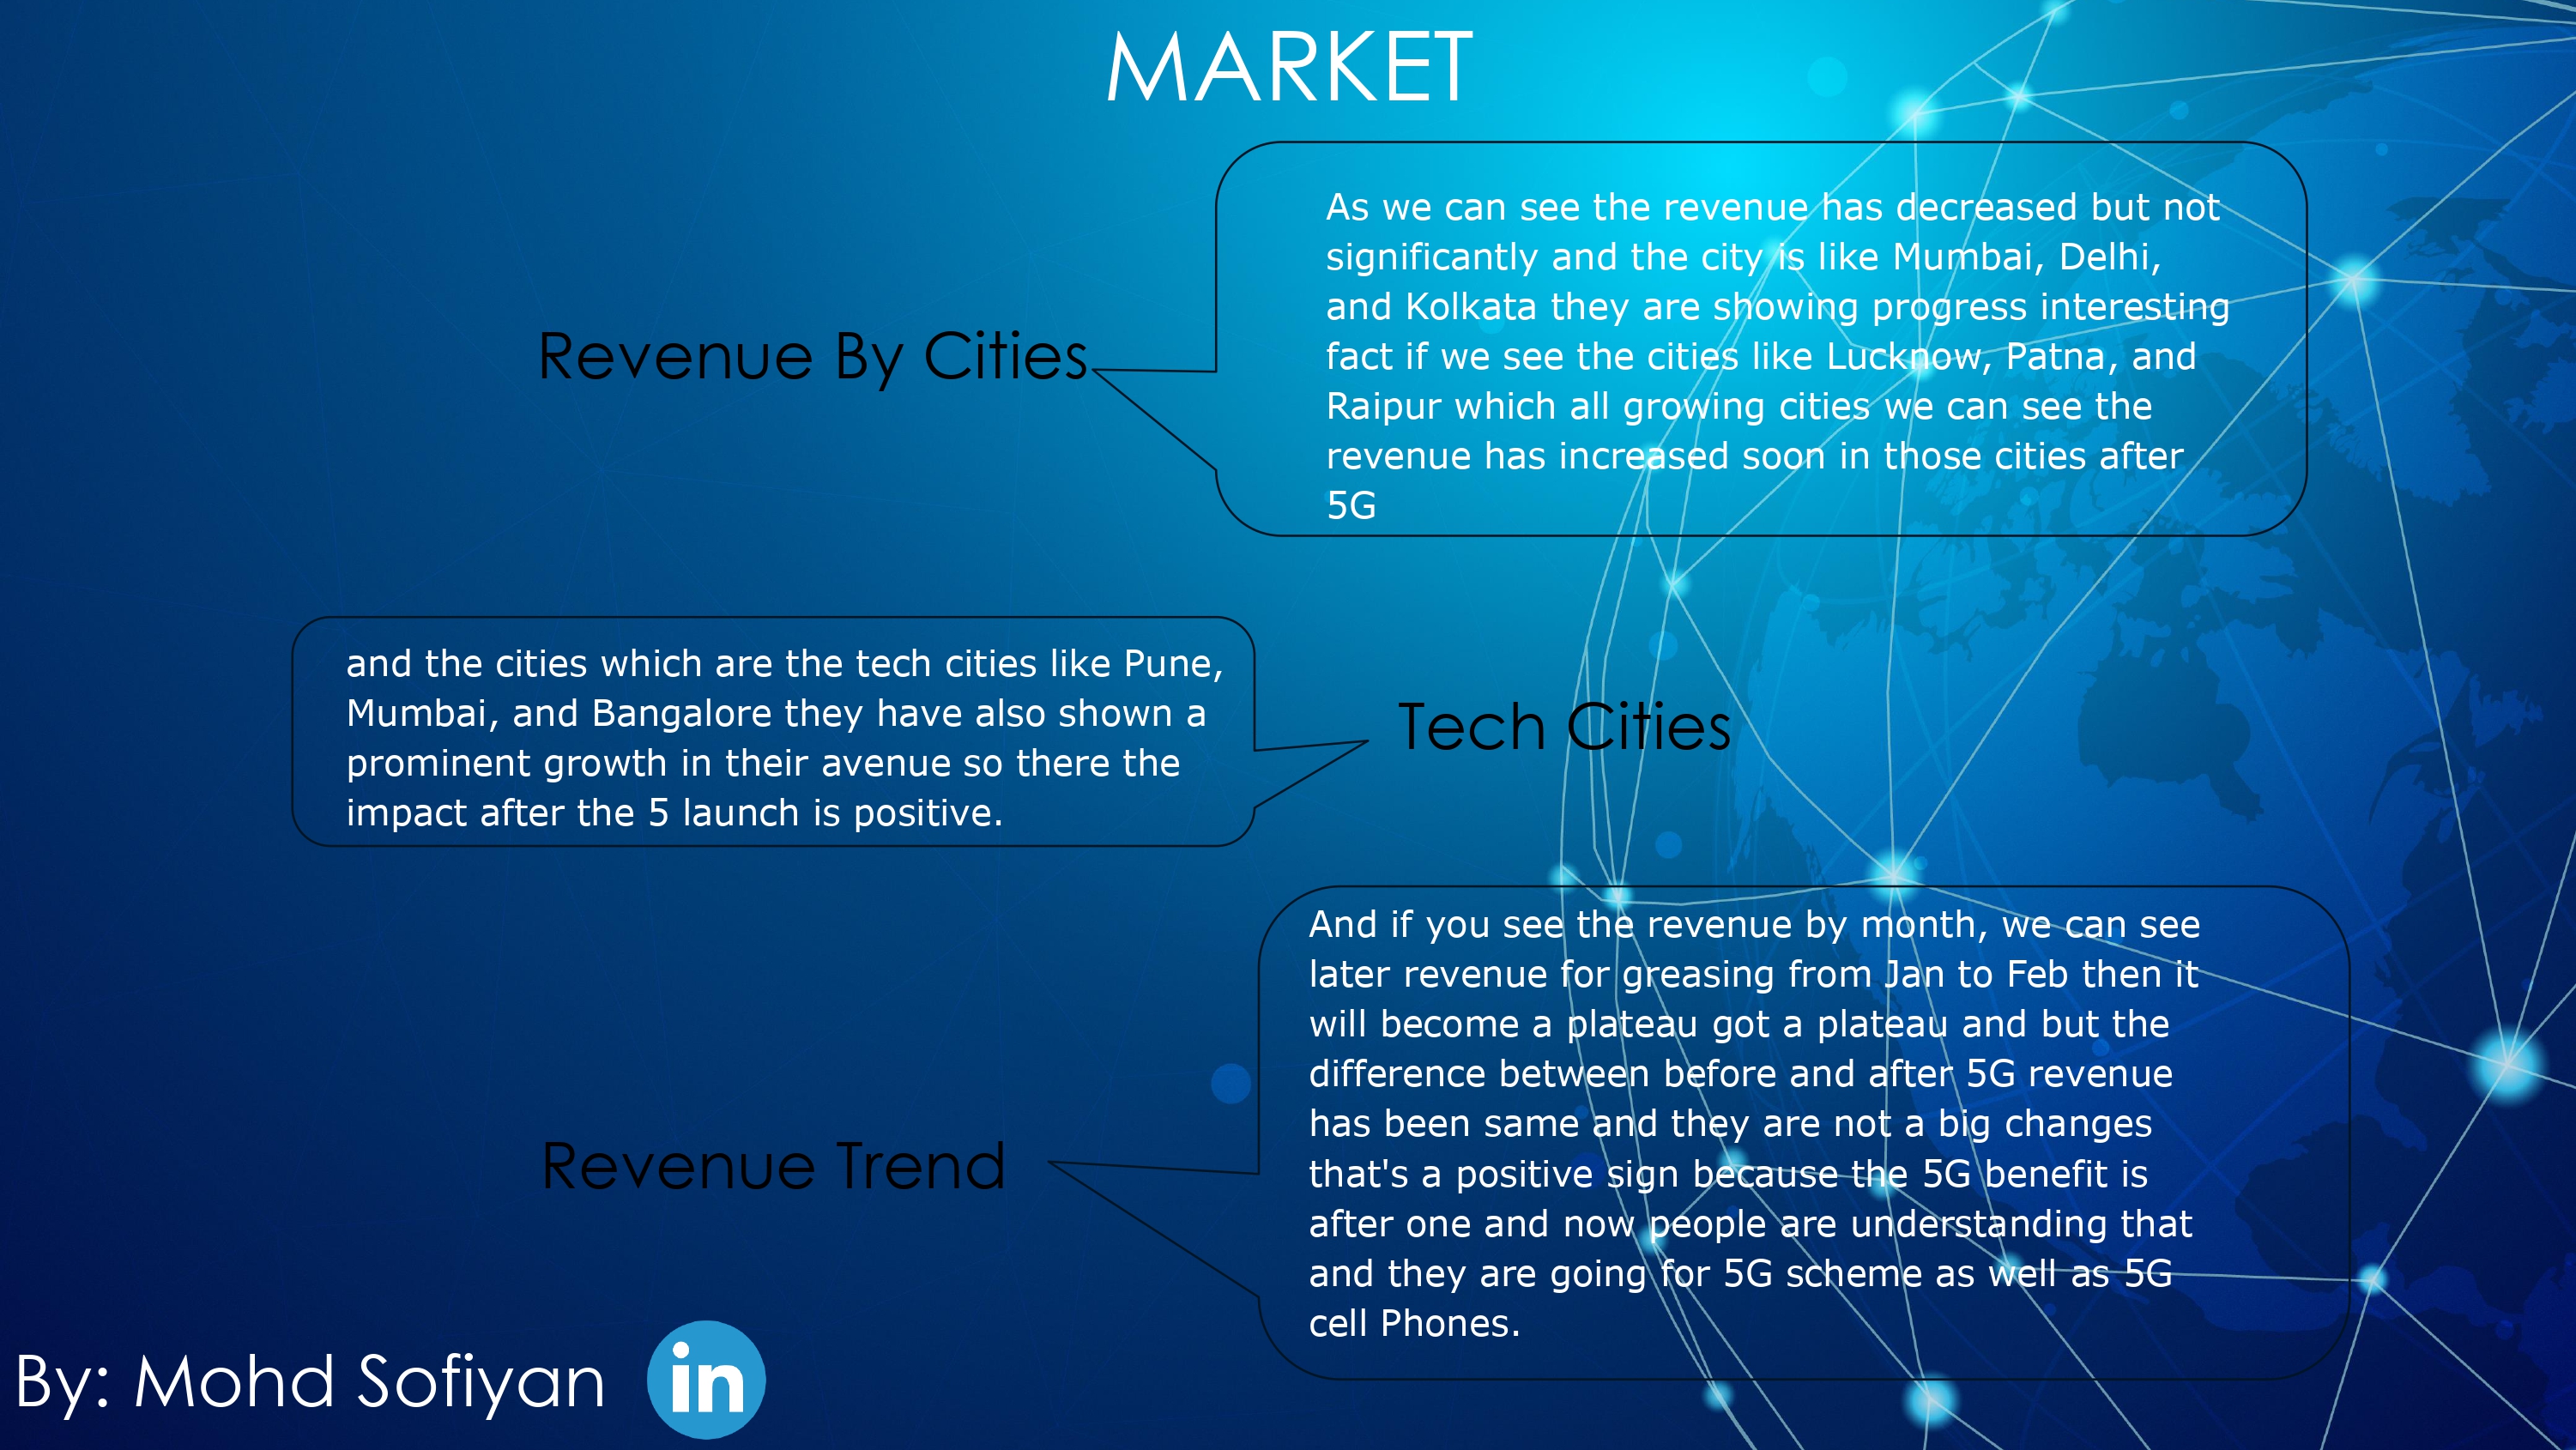 MARKET
Revenue By Cities
As we can see the revenue has decreased but not
significantly and the city is like Mumbai, Delhi,
and Kolkata they are showing progress interesting
fact if we see the cities like Lucknow, Patna, and
Raipur which all growing cities we can see the
revenue has increased soon in those cities after
5G
and the cities which are the tech cities like Pune,
Mumbai, and Bangalore they have also shown a
prominent growth in their avenue so there the
impact after the 5 launch is positive.
Tech Cities
Revenue Trend
And if you see the revenue by month, we can see
later revenue for greasing from Jan to Feb then it
will become a plateau got a plateau and but the
difference between before and after 5G revenue
has been same and they are not a big changes
that's a positive sign because the 5G benefit is
after one and now people are understanding that
and they are going for 5G scheme as well as 5G
cell Phones.
By: Mohd Sofiyan
in